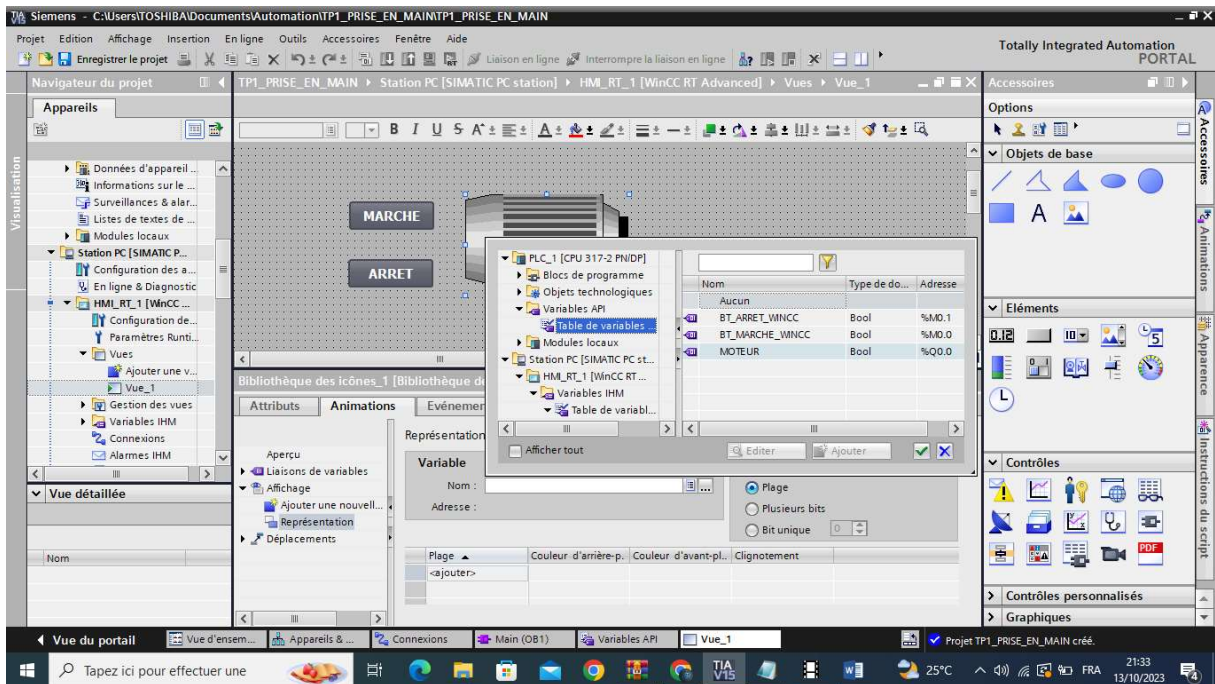 Siemens - C:\Users\TOSHIBA\Documents\Automation\TP1_PRISE_EN_MAIN\TP1_PRISE_EN_MAIN
Projet Edition Affichage Insertion En ligne Outils Accessoires Fenêtre Aide
Enregistrer le projet Liaison en ligne Interrompre la liaison en ligne
Totally Integrated Automation
PORTAL
Navigateur du projet
TP1_PRISE_EN_MAIN Station PC [SIMATIC PC station] HMI_RT_1 [WinCC RT Advanced] Vues Vue_1
Accessoires
Appareils
Options
B I U S A
Visualisation
Données d'appareil ...
Informations sur le ...
Surveillances & alar...
Listes de textes de ...
Modules locaux
Station PC [SIMATIC P...
Configuration des a...
En ligne & Diagnostic
HMI_RT_1 [WinCC ...
Configuration de...
Paramètres Runti...
Vues
Ajouter une v...
Vue_1
Gestion des vues
Variables IHM
Connexions
Alarmes IHM
Vue détaillée
Nom
MARCHE
ARRET
PLC_1 [CPU 317-2 PN/DP]
Blocs de programme
Objets technologiques
Variables API
Table de variables ...
Modules locaux
Station PC [SIMATIC PC st...
HMI_RT_1 [WinCC RT ...
Variables IHM
Table de variabl...
Nom Type de do... Adresse
Aucun
BT_ARRET_WINCC Bool %M0.1
BT_MARCHE_WINCC Bool %M0.0
MOTEUR Bool %Q0.0
Afficher tout Editer Ajouter
Bibliothèque des icônes_1 [Bibliothèque de
Attributs Animations Evénemen
Aperçu
Liaisons de variables
Affichage
Ajouter une nouvell...
Représentation
Déplacements
Représentation
Variable
Nom :
Adresse :
Plage
Plusieurs bits
Bit unique 0
Plage Couleur d'arrière-p. Couleur d'avant-pl.. Clignotement
<ajouter>
Objets de base
A
Eléments
Contrôles
PDF
Contrôles personnalisés
Graphiques
Accessoires
Animations
Apparence
Instructions du script
Vue du portail Vue d'ensem... Appareils & ... Connexions Main (OB1) Variables API Vue_1
Projet TP1_PRISE_EN_MAIN créé.
Tapez ici pour effectuer une
TIA
V15
25°C
FRA
21:33
13/10/2023